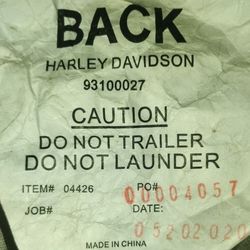 BACK
HARLEY DAVIDSON
93100027
CAUTION
DO NOT TRAILER
DO NOT LAUNDER
ITEM# 04426 PO# 00004057
JOB# DATE: 05202020
MADE IN CHINA